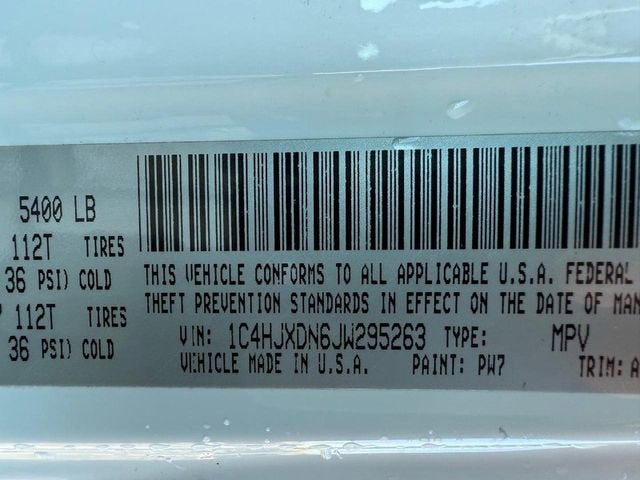 5400 LB
112T TIRES
36 PSI) COLD
112T TIRES
36 PSI) COLD
THIS VEHICLE CONFORMS TO ALL APPLICABLE U.S.A. FEDERAL
THEFT PREVENTION STANDARDS IN EFFECT ON THE DATE OF MAN
VIN: 1C4HJXDN6JW295263 TYPE: MPV
VEHICLE MADE IN U.S.A. PAINT: PW7 TRIM: A